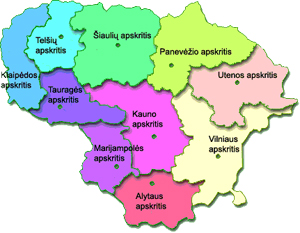 Telšių
apskritis
Šiaulių apskritis
Panevėžio apskritis
Klaipėdos
apskritis
Tauragės
apskritis
Utenos apskritis
Kauno
apskritis
Vilniaus
apskritis
Marijampolės
apskritis
Alytaus
apskritis